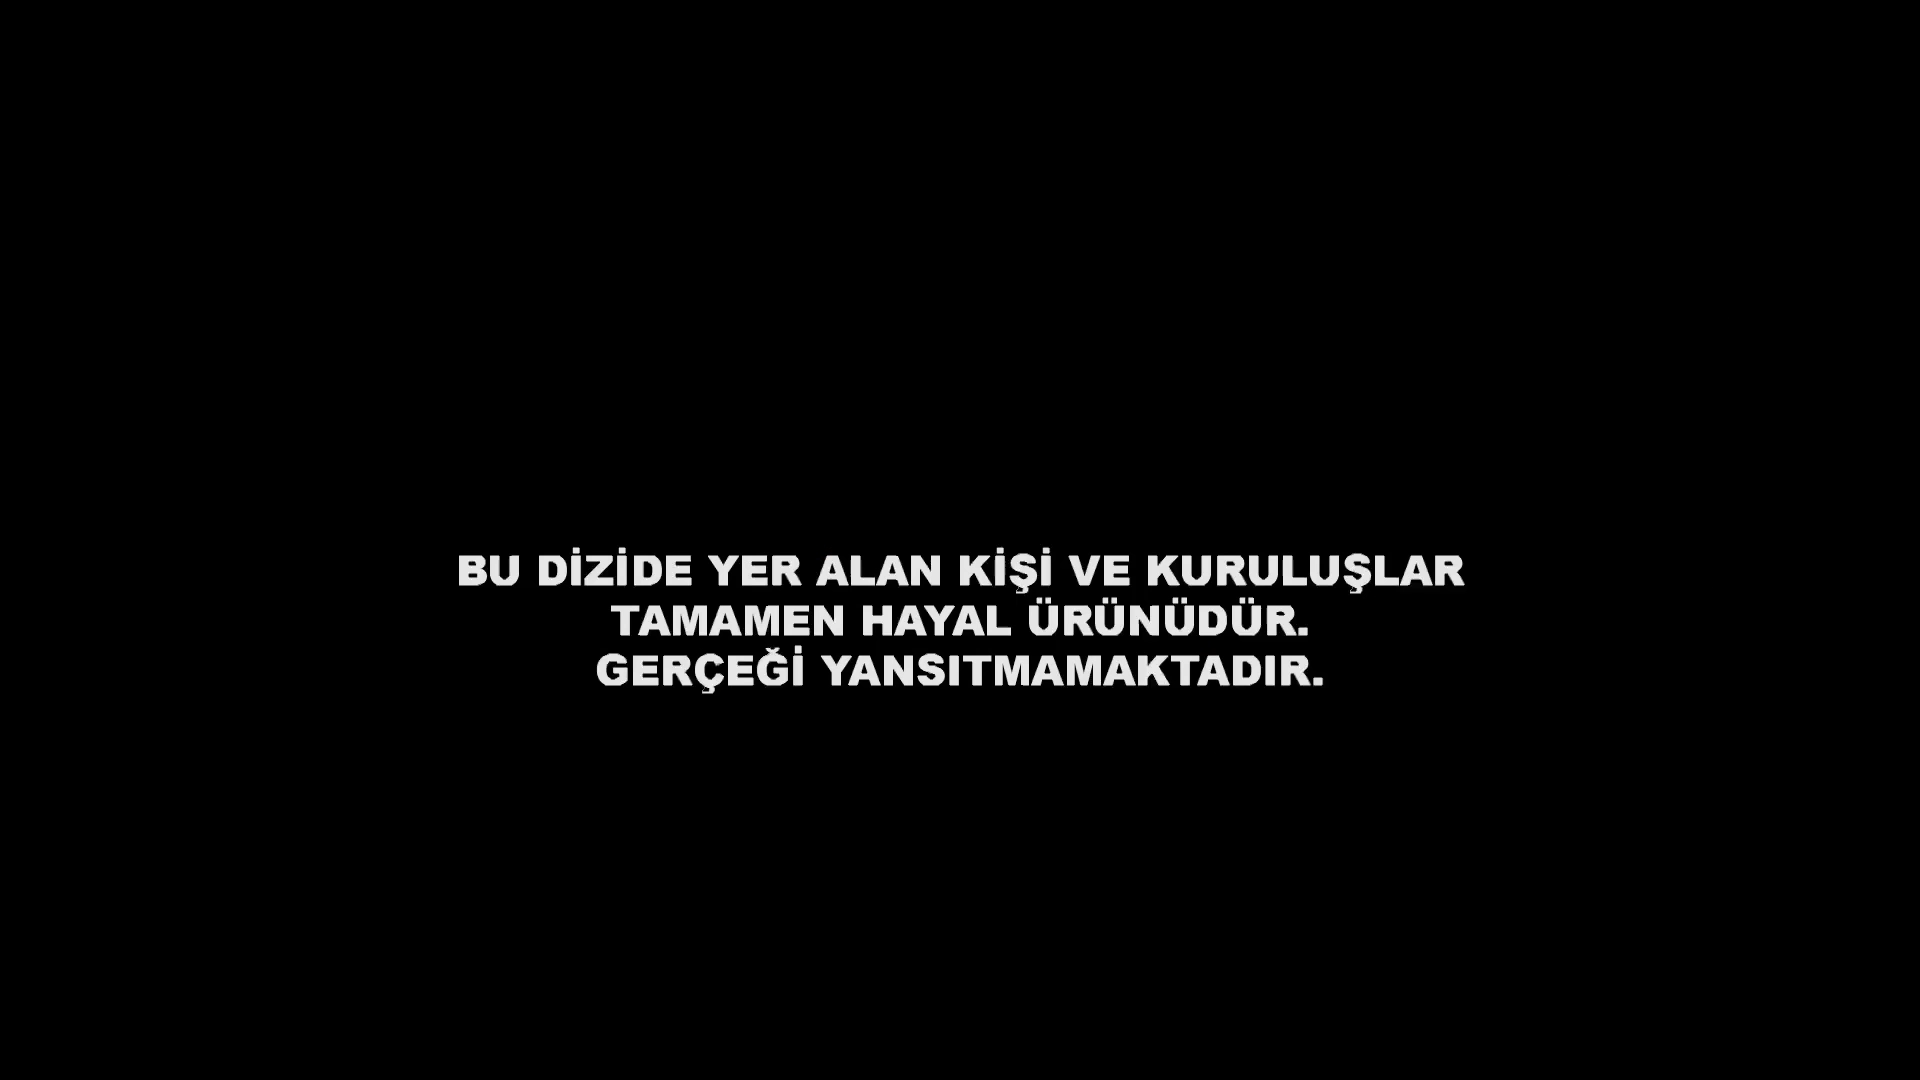 BU DİZİDE YER ALAN KİŞİ VE KURULUŞLAR
TAMAMEN HAYAL ÜRÜNÜDÜR.
GERÇEĞİ YANSITMAMAKTADIR.